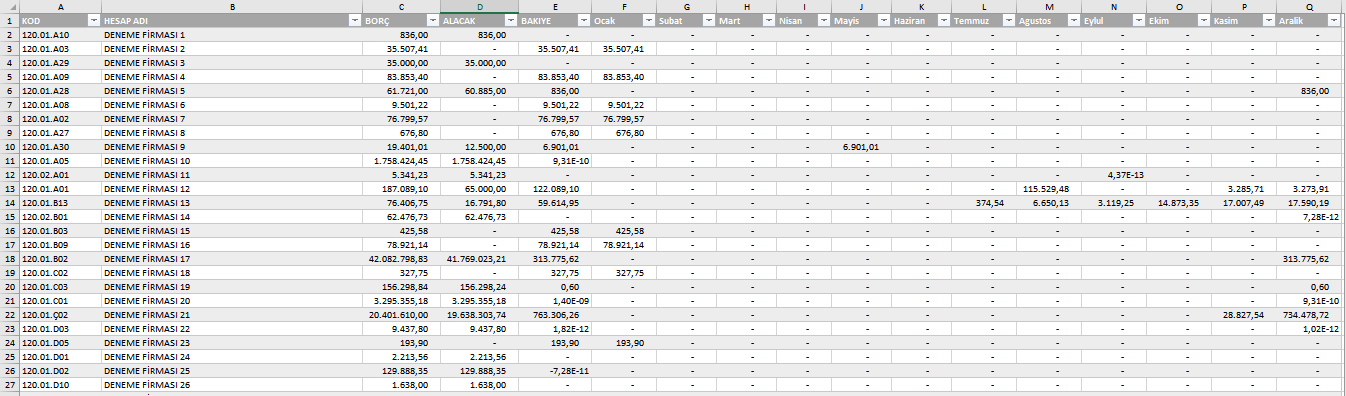 A B C D E F G H I J K L M N O P Q
1 KOD HESAP ADI BORÇ ALACAK BAKIYE Ocak Subat Mart Nisan Mayis Haziran Temmuz Agustos Eylul Ekim Kasim Aralik
2 120.01.A10 DENEME FİRMASI 1 836,00 836,00 - - - - - - - - - - - - -
3 120.01.A03 DENEME FİRMASI 2 35.507,41 - 35.507,41 35.507,41 - - - - - - - - - - -
4 120.01.A29 DENEME FİRMASI 3 35.000,00 35.000,00 - - - - - - - - - - - - -
5 120.01.A09 DENEME FİRMASI 4 83.853,40 - 83.853,40 83.853,40 - - - - - - - - - - -
6 120.01.A28 DENEME FİRMASI 5 61.721,00 60.885,00 836,00 - - - - - - - - - - - 836,00
7 120.01.A08 DENEME FİRMASI 6 9.501,22 - 9.501,22 9.501,22 - - - - - - - - - - -
8 120.01.A02 DENEME FİRMASI 7 76.799,57 - 76.799,57 76.799,57 - - - - - - - - - - -
9 120.01.A27 DENEME FİRMASI 8 676,80 - 676,80 676,80 - - - - - - - - - - -
10 120.01.A30 DENEME FİRMASI 9 19.401,01 12.500,00 6.901,01 - - - - 6.901,01 - - - - - - -
11 120.01.A05 DENEME FİRMASI 10 1.758.424,45 1.758.424,45 9,31E-10 - - - - - - - - - - - -
12 120.02.A01 DENEME FİRMASI 11 5.341,23 5.341,23 - - - - - - - - - 4,37E-13 - - -
13 120.01.A01 DENEME FİRMASI 12 187.089,10 65.000,00 122.089,10 - - - - - - - 115.529,48 - - 3.285,71 3.273,91
14 120.01.B13 DENEME FİRMASI 13 76.406,75 16.791,80 59.614,95 - - - - - - 374,54 6.650,13 3.119,25 14.873,35 17.007,49 17.590,19
15 120.02.B01 DENEME FİRMASI 14 62.476,73 62.476,73 - - - - - - - - - - - - 7,28E-12
16 120.01.B03 DENEME FİRMASI 15 425,58 - 425,58 425,58 - - - - - - - - - - -
17 120.01.B09 DENEME FİRMASI 16 78.921,14 - 78.921,14 78.921,14 - - - - - - - - - - -
18 120.01.B02 DENEME FİRMASI 17 42.082.798,83 41.769.023,21 313.775,62 - - - - - - - - - - - 313.775,62
19 120.01.C02 DENEME FİRMASI 18 327,75 - 327,75 327,75 - - - - - - - - - - -
20 120.01.C03 DENEME FİRMASI 19 156.298,84 156.298,24 0,60 - - - - - - - - - - - 0,60
21 120.01.C01 DENEME FİRMASI 20 3.295.355,18 3.295.355,18 1,40E-09 - - - - - - - - - - - 9,31E-10
22 120.01.Ç02 DENEME FİRMASI 21 20.401.610,00 19.638.303,74 763.306,26 - - - - - - - - - - 28.827,54 734.478,72
23 120.01.D03 DENEME FİRMASI 22 9.437,80 9.437,80 1,82E-12 - - - - - - - - - - - 1,02E-12
24 120.01.D05 DENEME FİRMASI 23 193,90 - 193,90 193,90 - - - - - - - - - - -
25 120.01.D01 DENEME FİRMASI 24 2.213,56 2.213,56 - - - - - - - - - - - - -
26 120.01.D02 DENEME FİRMASI 25 129.888,35 129.888,35 -7,28E-11 - - - - - - - - - - - -
27 120.01.D10 DENEME FİRMASI 26 1.638,00 1.638,00 - - - - - - - - - - - - -